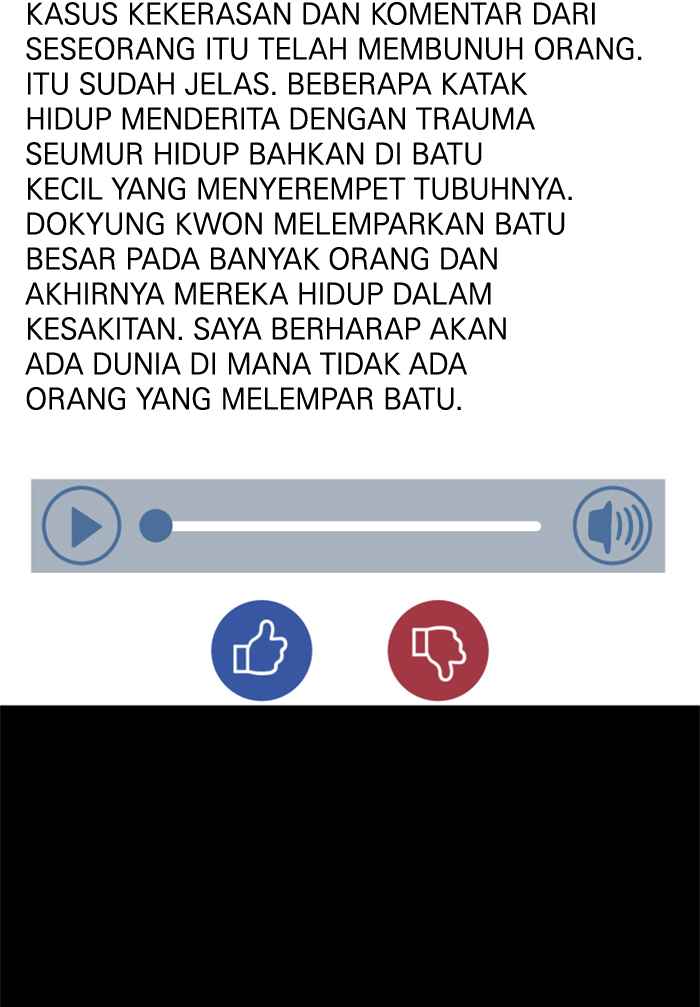 KASUS KEKERASAN DAN KOMENTAR DARI
SESEORANG ITU TELAH MEMBUNUH ORANG.
ITU SUDAH JELAS. BEBERAPA KATAK
HIDUP MENDERITA DENGAN TRAUMA
SEUMUR HIDUP BAHKAN DI BATU
KECIL YANG MENYEREMPET TUBUHNYA.
DOKYUNG KWON MELEMPARKAN BATU
BESAR PADA BANYAK ORANG DAN
AKHIRNYA MEREKA HIDUP DALAM
KESAKITAN. SAYA BERHARAP AKAN
ADA DUNIA DI MANA TIDAK ADA
ORANG YANG MELEMPAR BATU.